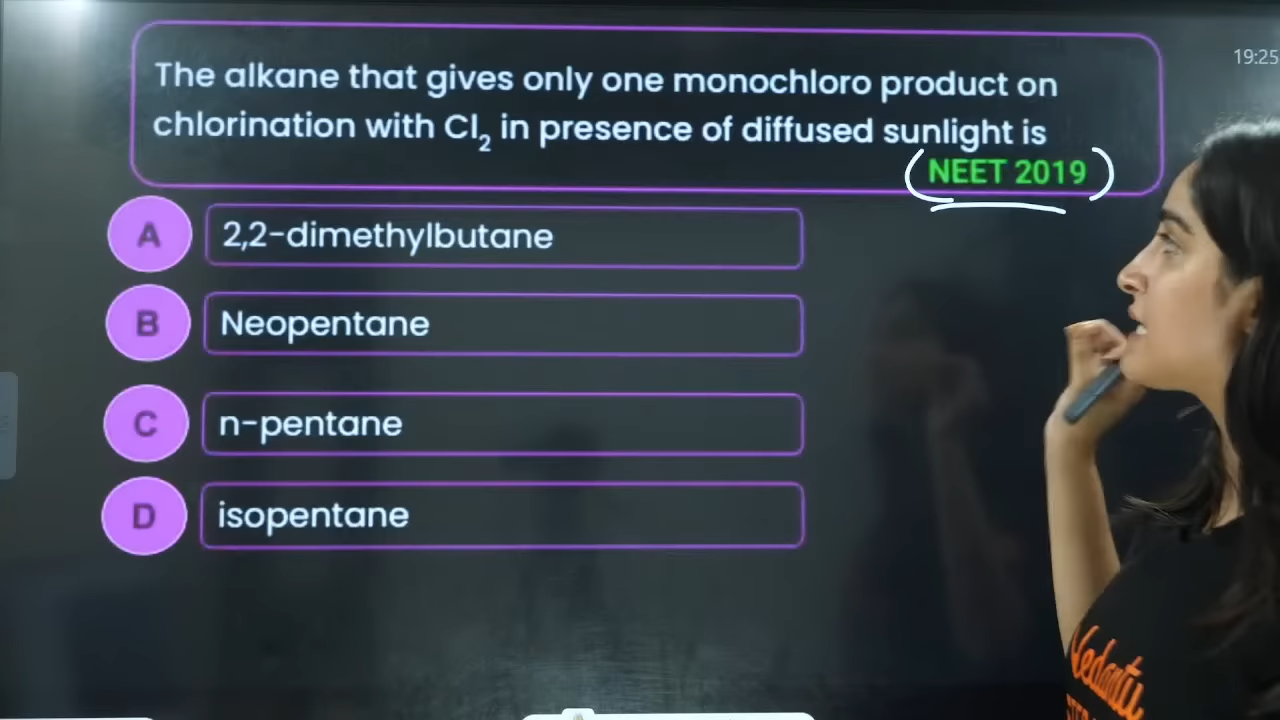 19:25
The alkane that gives only one monochloro product on
chlorination with Cl₂ in presence of diffused sunlight is
(NEET 2019)
A 2,2-dimethylbutane
B Neopentane
C n-pentane
D isopentane
Vedantu